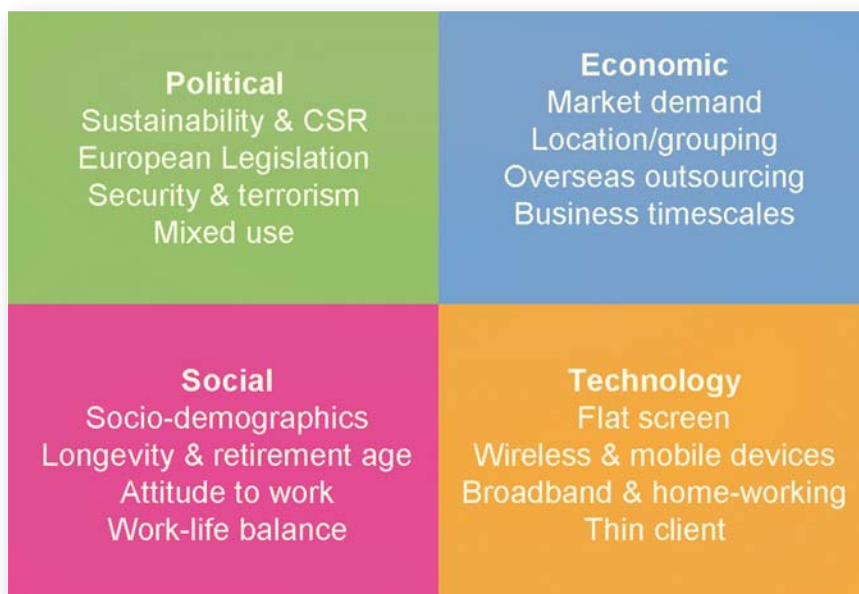 Political
Sustainability & CSR
European Legislation
Security & terrorism
Mixed use
Economic
Market demand
Location/grouping
Overseas outsourcing
Business timescales
Social
Socio-demographics
Longevity & retirement age
Attitude to work
Work-life balance
Technology
Flat screen
Wireless & mobile devices
Broadband & home-working
Thin client